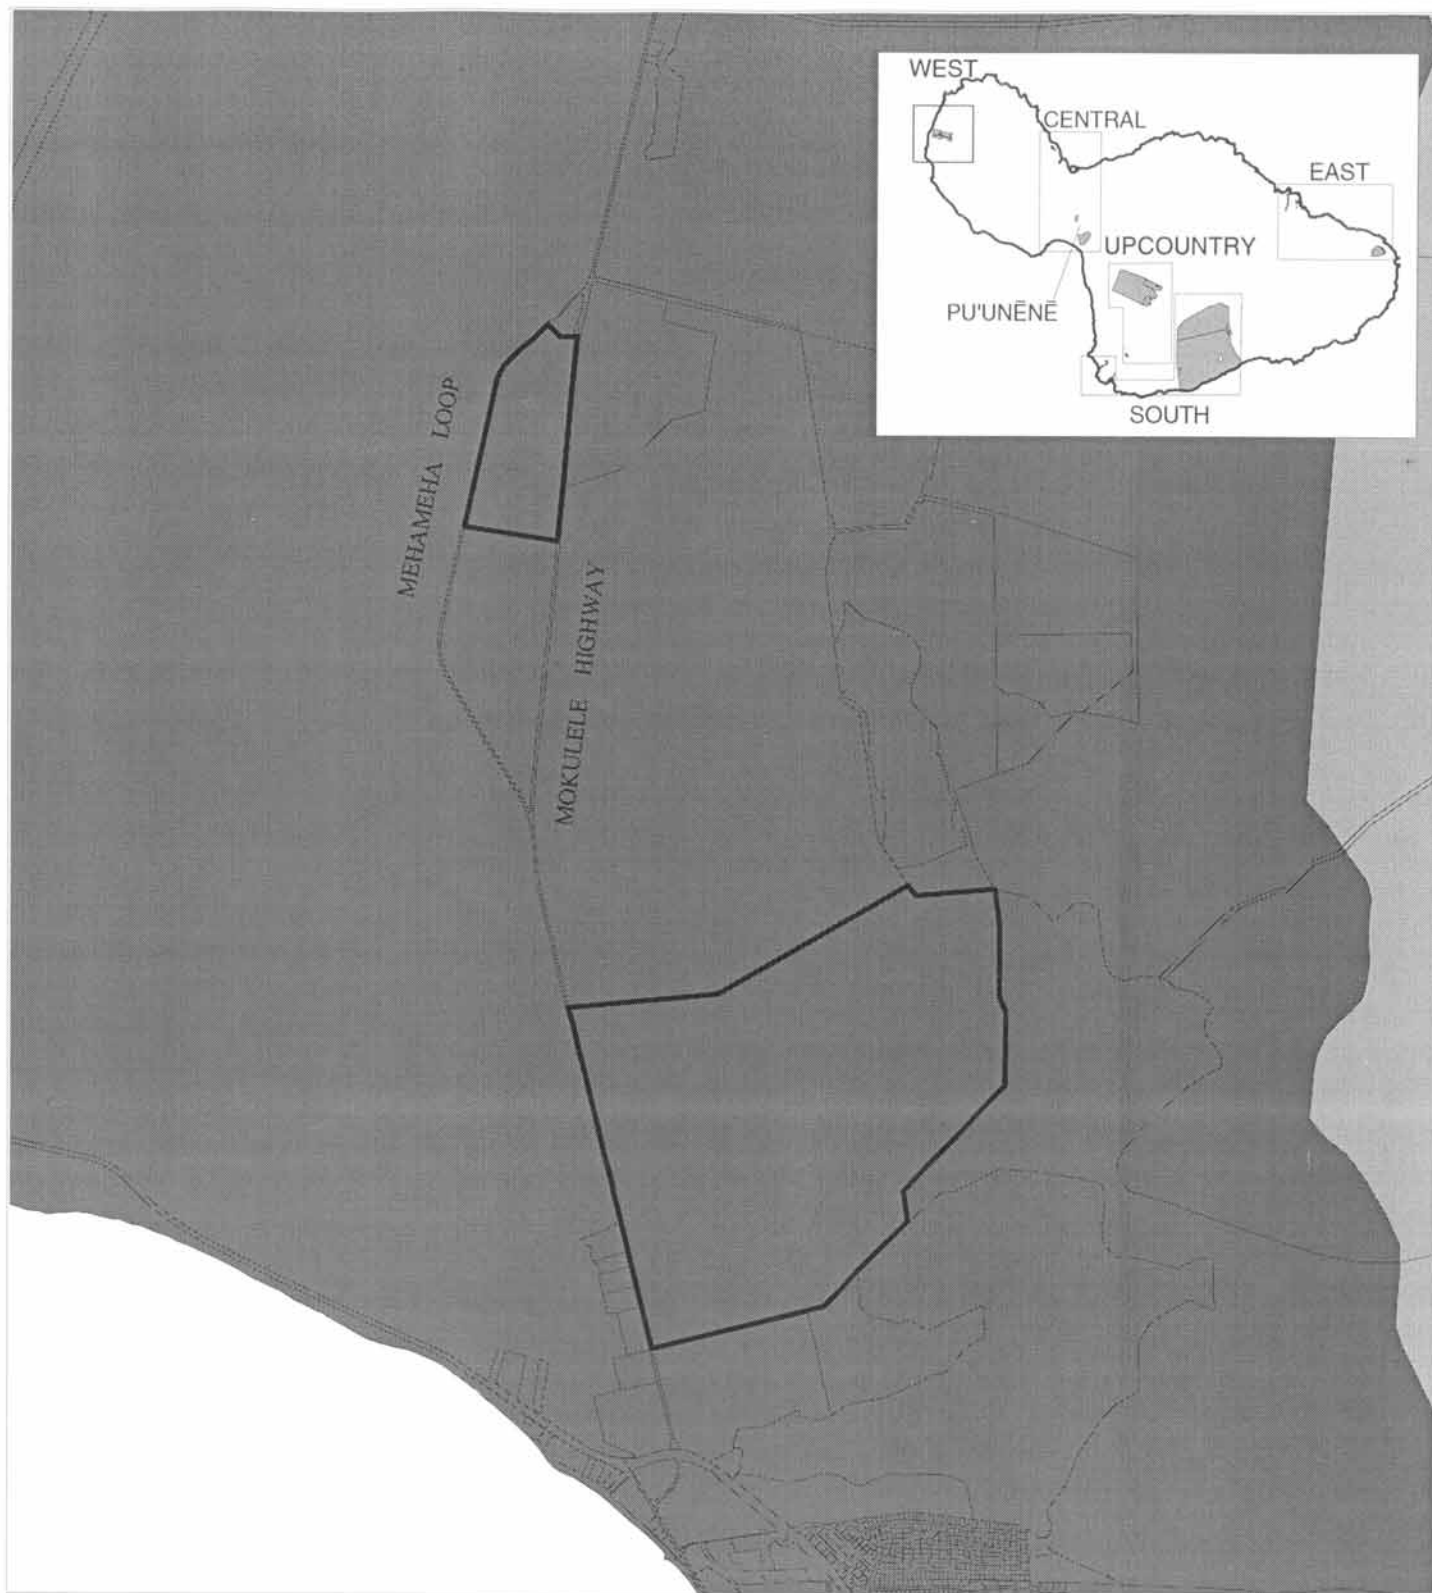 WEST
CENTRAL
EAST
UPCOUNTRY
PU'UNĒNĒ
SOUTH
MEHAMEHA LOOP
MOKULELE HIGHWAY